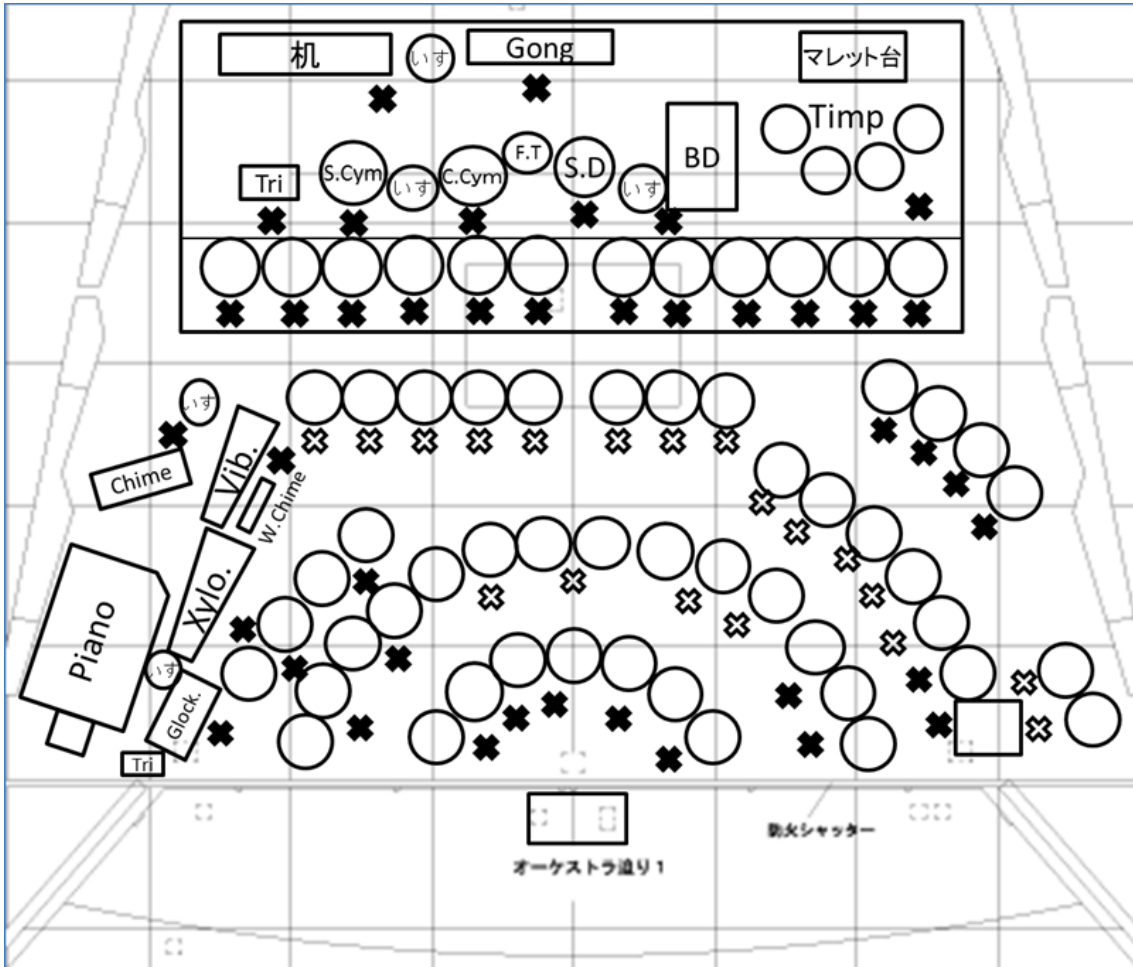 机
いす
Gong
マレット台
Timp
Tri
S.Cym
いす
C.Cym
F.T
S.D
いす
BD
いす
Vib.
Chime
W.Chime
Xylo.
Piano
いす
Glock.
Tri
防火シャッター
オーケストラ迫り1